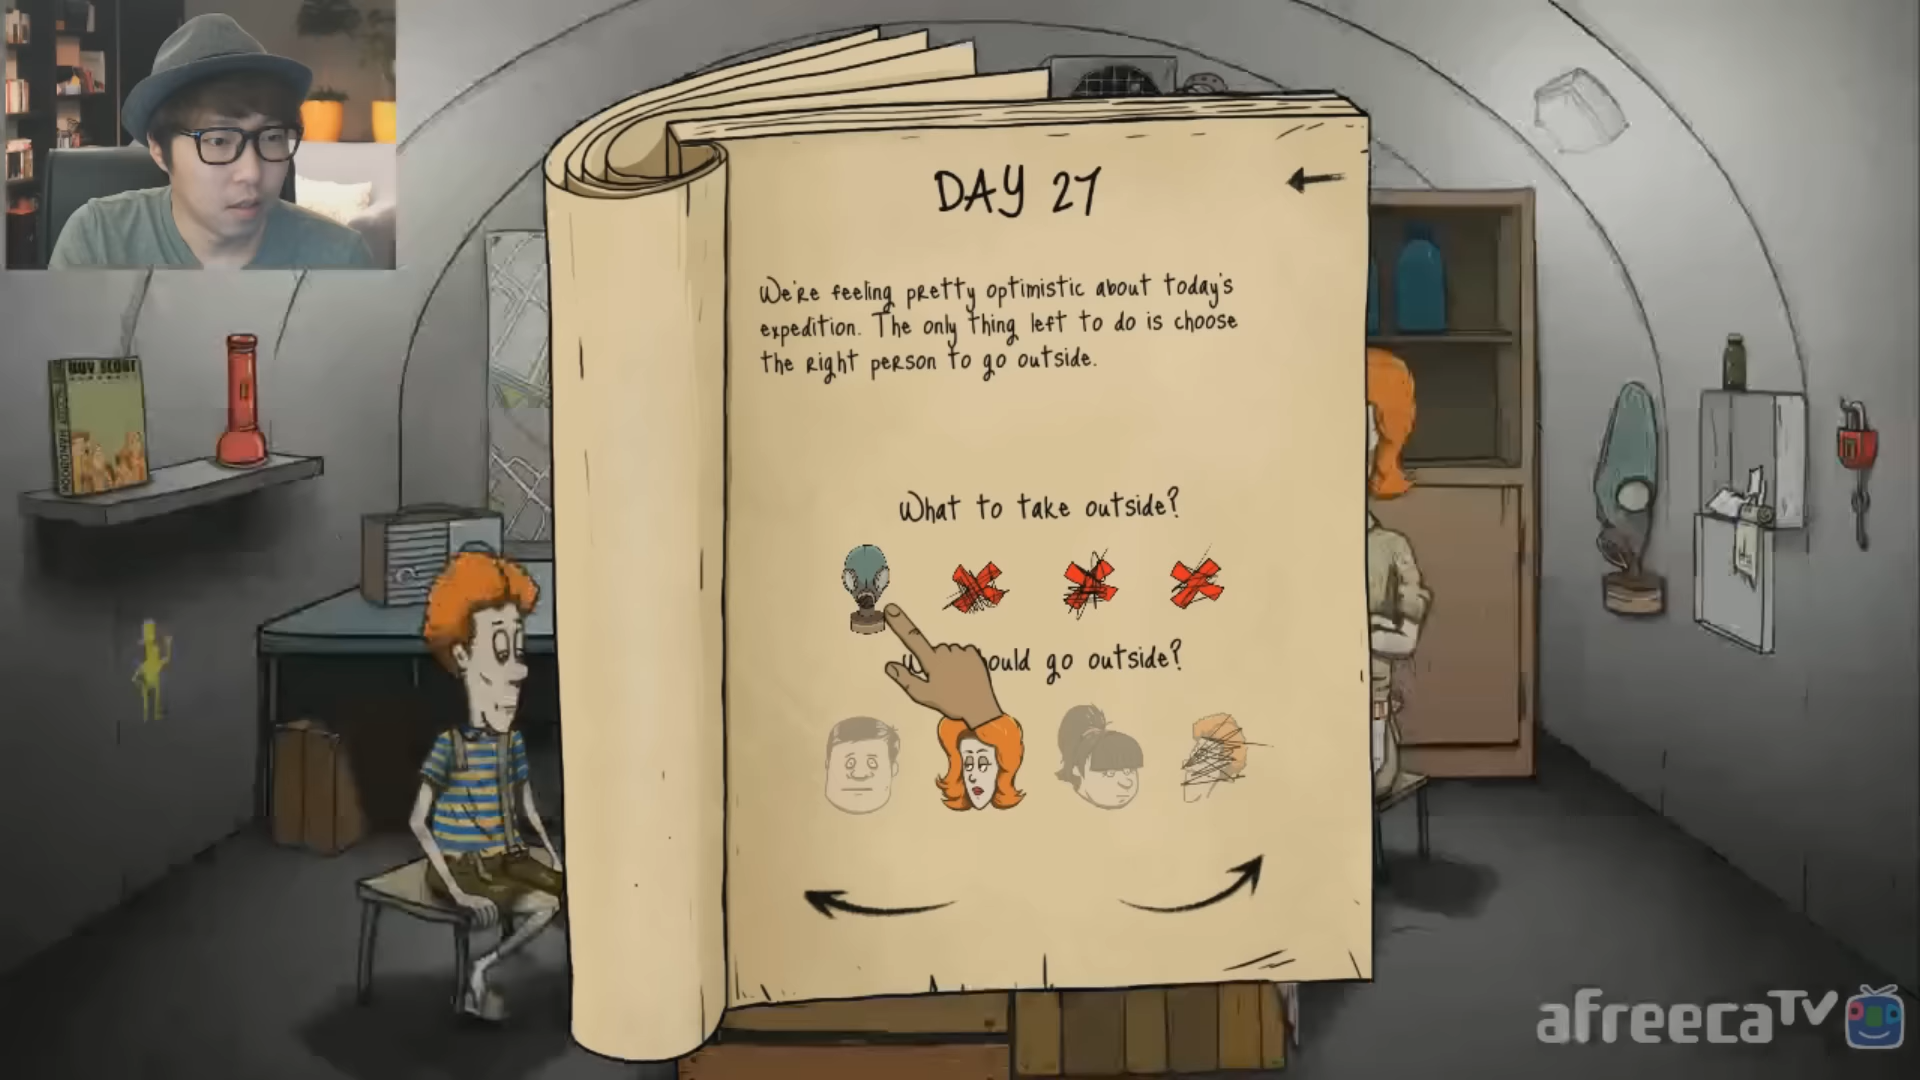 DAY 27
We're feeling pretty optimistic about today's
expedition. The only thing left to do is choose
the right person to go outside.
What to take outside?
ould go outside?
SCOUT
HANDBOOK
afreecaTV